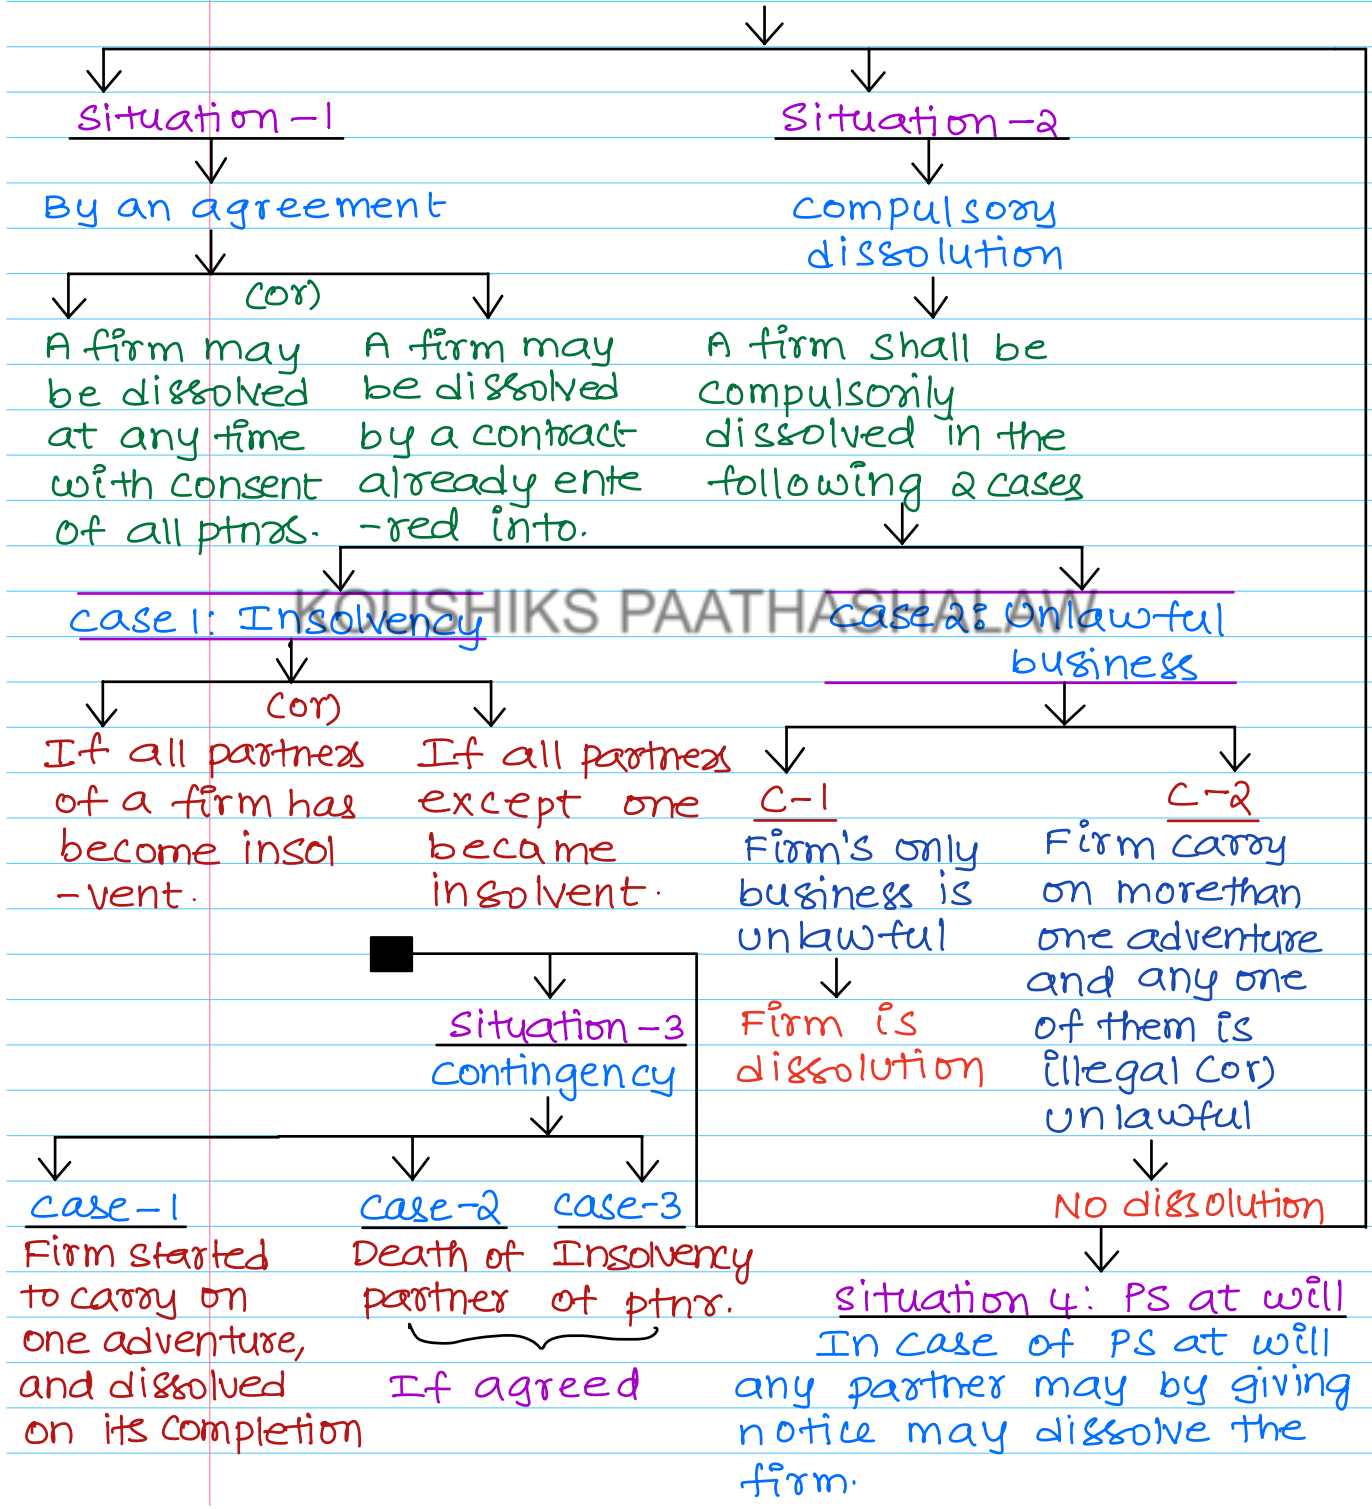 Situation-1
By an agreement
(or)
A firm may
be dissolved
at any time
with consent
of all ptnrs.
A firm may
be dissolved
by a contract
already ente
-red into.
Situation-2
Compulsory
dissolution
A firm shall be
compulsorily
dissolved in the
following 2 cases
KOUSHIKS PAATHASHALAW
Case 1: Insolvency
(or)
If all partners
of a firm has
become insol
-vent.
If all partners
except one
became
insolvent.
Case 2: Unlawful
business
C-1
Firm's only
business is
unlawful
Firm is
dissolution
C-2
Firm carry
on morethan
one adventure
and any one
of them is
illegal (or)
unlawful
No dissolution
Situation-3
Contingency
Case-1
Firm started
to carry on
one adventure,
and dissolved
on its completion
Case-2
Death of
partner
Case-3
Insolvency
of ptnr.
If agreed
Situation 4: PS at will
In case of PS at will
any partner may by giving
notice may dissolve the
firm.